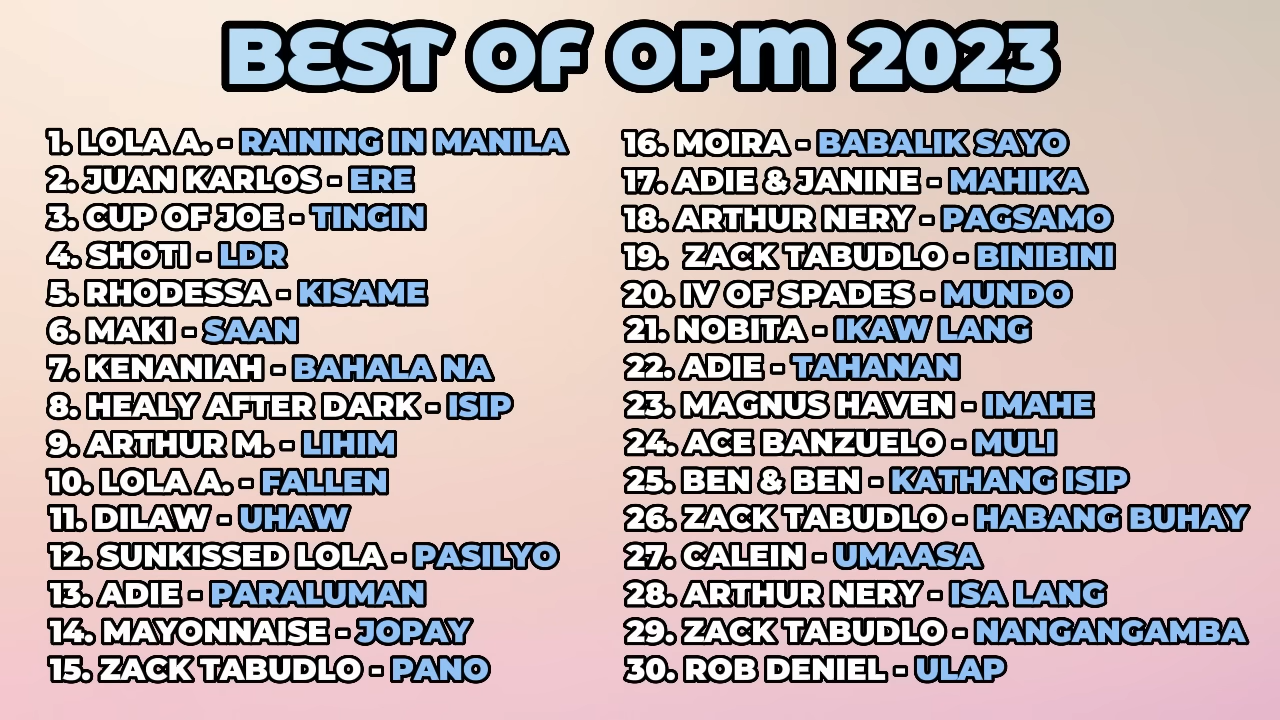 BEST OF OPM 2023
1. LOLA A. - RAINING IN MANILA
2. JUAN KARLOS - ERE
3. CUP OF JOE - TINGIN
4. SHOTI - LDR
5. RHODESSA - KISAME
6. MAKI - SAAN
7. KENANIAH - BAHALA NA
8. HEALY AFTER DARK - ISIP
9. ARTHUR M. - LIHIM
10. LOLA A. - FALLEN
11. DILAW - UHAW
12. SUNKISSED LOLA - PASILYO
13. ADIE - PARALUMAN
14. MAYONNAISE - JOPAY
15. ZACK TABUDLO - PANO
16. MOIRA - BABALIK SAYO
17. ADIE & JANINE - MAHIKA
18. ARTHUR NERY - PAGSAMO
19. ZACK TABUDLO - BINIBINI
20. IV OF SPADES - MUNDO
21. NOBITA - IKAW LANG
22. ADIE - TAHANAN
23. MAGNUS HAVEN - IMAHE
24. ACE BANZUELO - MULI
25. BEN & BEN - KATHANG ISIP
26. ZACK TABUDLO - HABANG BUHAY
27. CALEIN - UMAASA
28. ARTHUR NERY - ISA LANG
29. ZACK TABUDLO - NANGANGAMBA
30. ROB DENIEL - ULAP